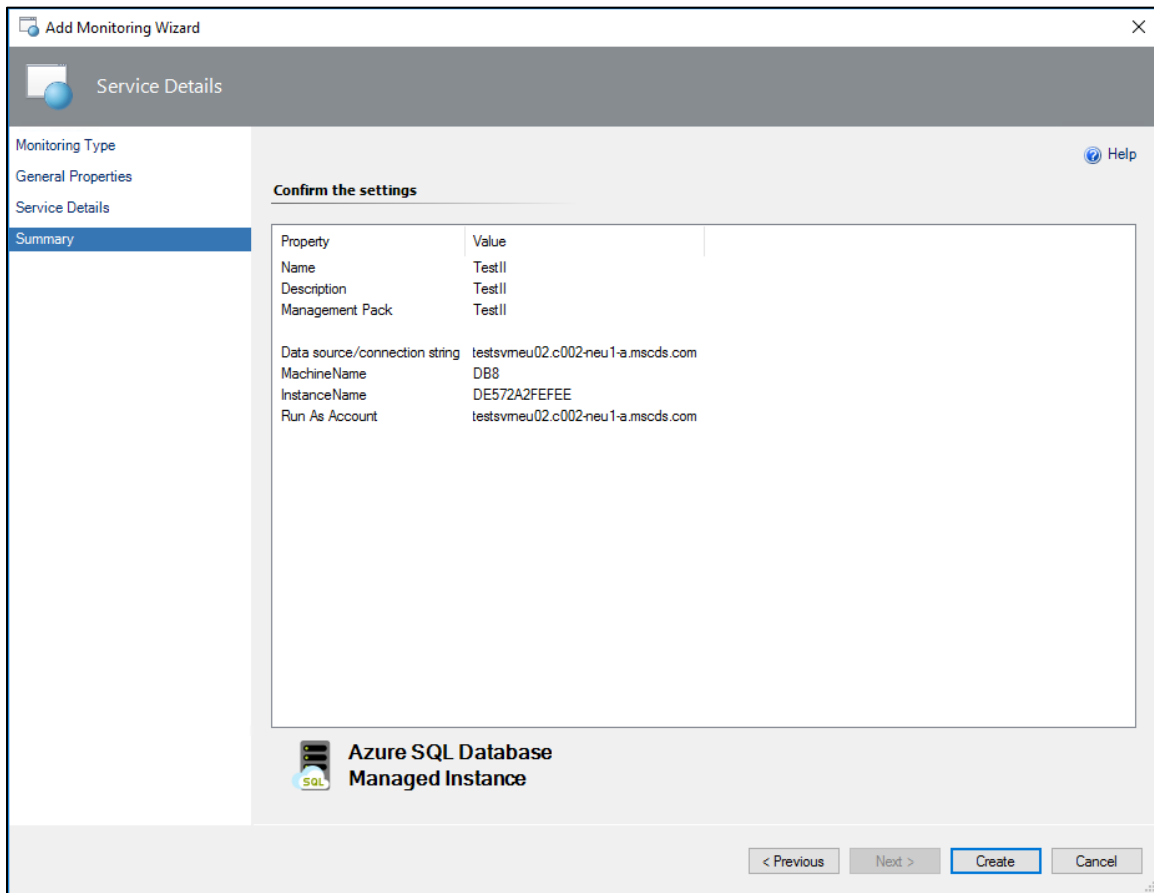 Add Monitoring Wizard
Service Details
Monitoring Type
General Properties
Service Details
Summary
Help
Confirm the settings
Property Value
Name TestII
Description TestII
Management Pack TestII
Data source/connection string testsvrneu02.c002-neu1-a.mscds.com
MachineName DB8
InstanceName DE572A2FEFEE
Run As Account testsvrneu02.c002-neu1-a.mscds.com
SQL
Azure SQL Database
Managed Instance
< Previous Next > Create Cancel